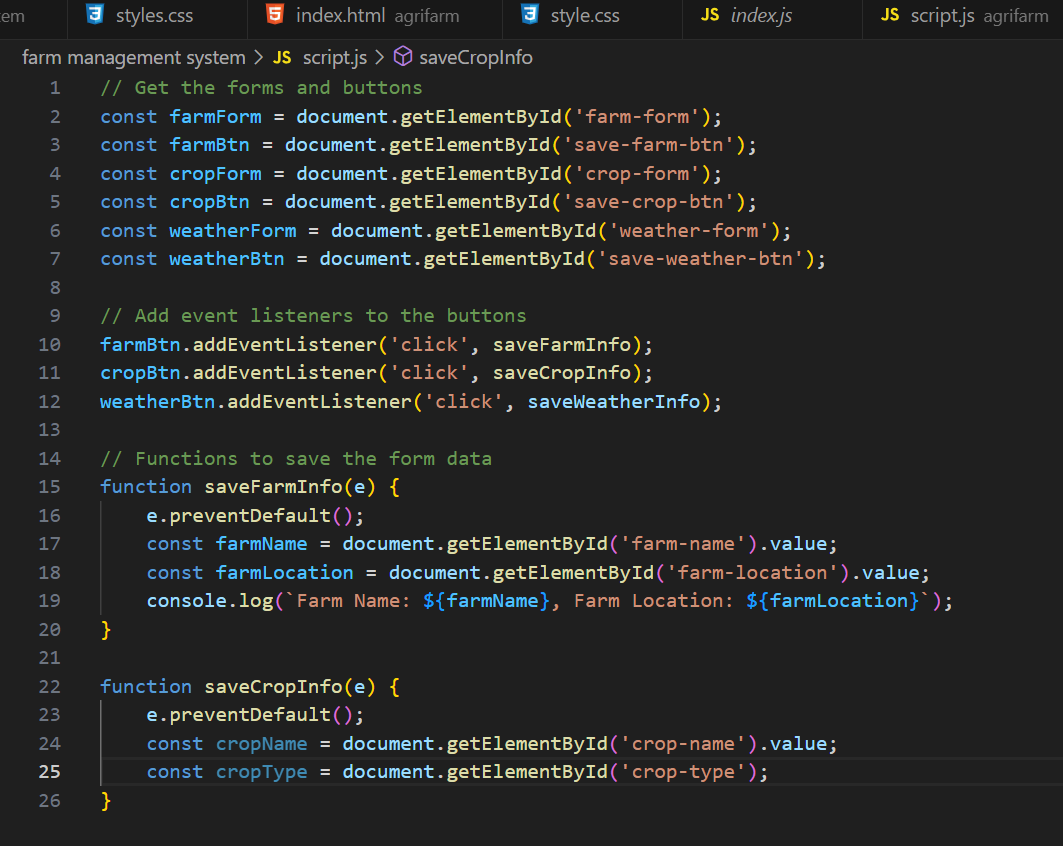 tem styles.css index.html agrifarm style.css JS index.js JS script.js agrifarm
farm management system > JS script.js > saveCropInfo
1 // Get the forms and buttons
2 const farmForm = document.getElementById('farm-form');
3 const farmBtn = document.getElementById('save-farm-btn');
4 const cropForm = document.getElementById('crop-form');
5 const cropBtn = document.getElementById('save-crop-btn');
6 const weatherForm = document.getElementById('weather-form');
7 const weatherBtn = document.getElementById('save-weather-btn');
8
9 // Add event listeners to the buttons
10 farmBtn.addEventListener('click', saveFarmInfo);
11 cropBtn.addEventListener('click', saveCropInfo);
12 weatherBtn.addEventListener('click', saveWeatherInfo);
13
14 // Functions to save the form data
15 function saveFarmInfo(e) {
16     e.preventDefault();
17     const farmName = document.getElementById('farm-name').value;
18     const farmLocation = document.getElementById('farm-location').value;
19     console.log(`Farm Name: ${farmName}, Farm Location: ${farmLocation}`);
20 }
21
22 function saveCropInfo(e) {
23     e.preventDefault();
24     const cropName = document.getElementById('crop-name').value;
25     const cropType = document.getElementById('crop-type');
26 }